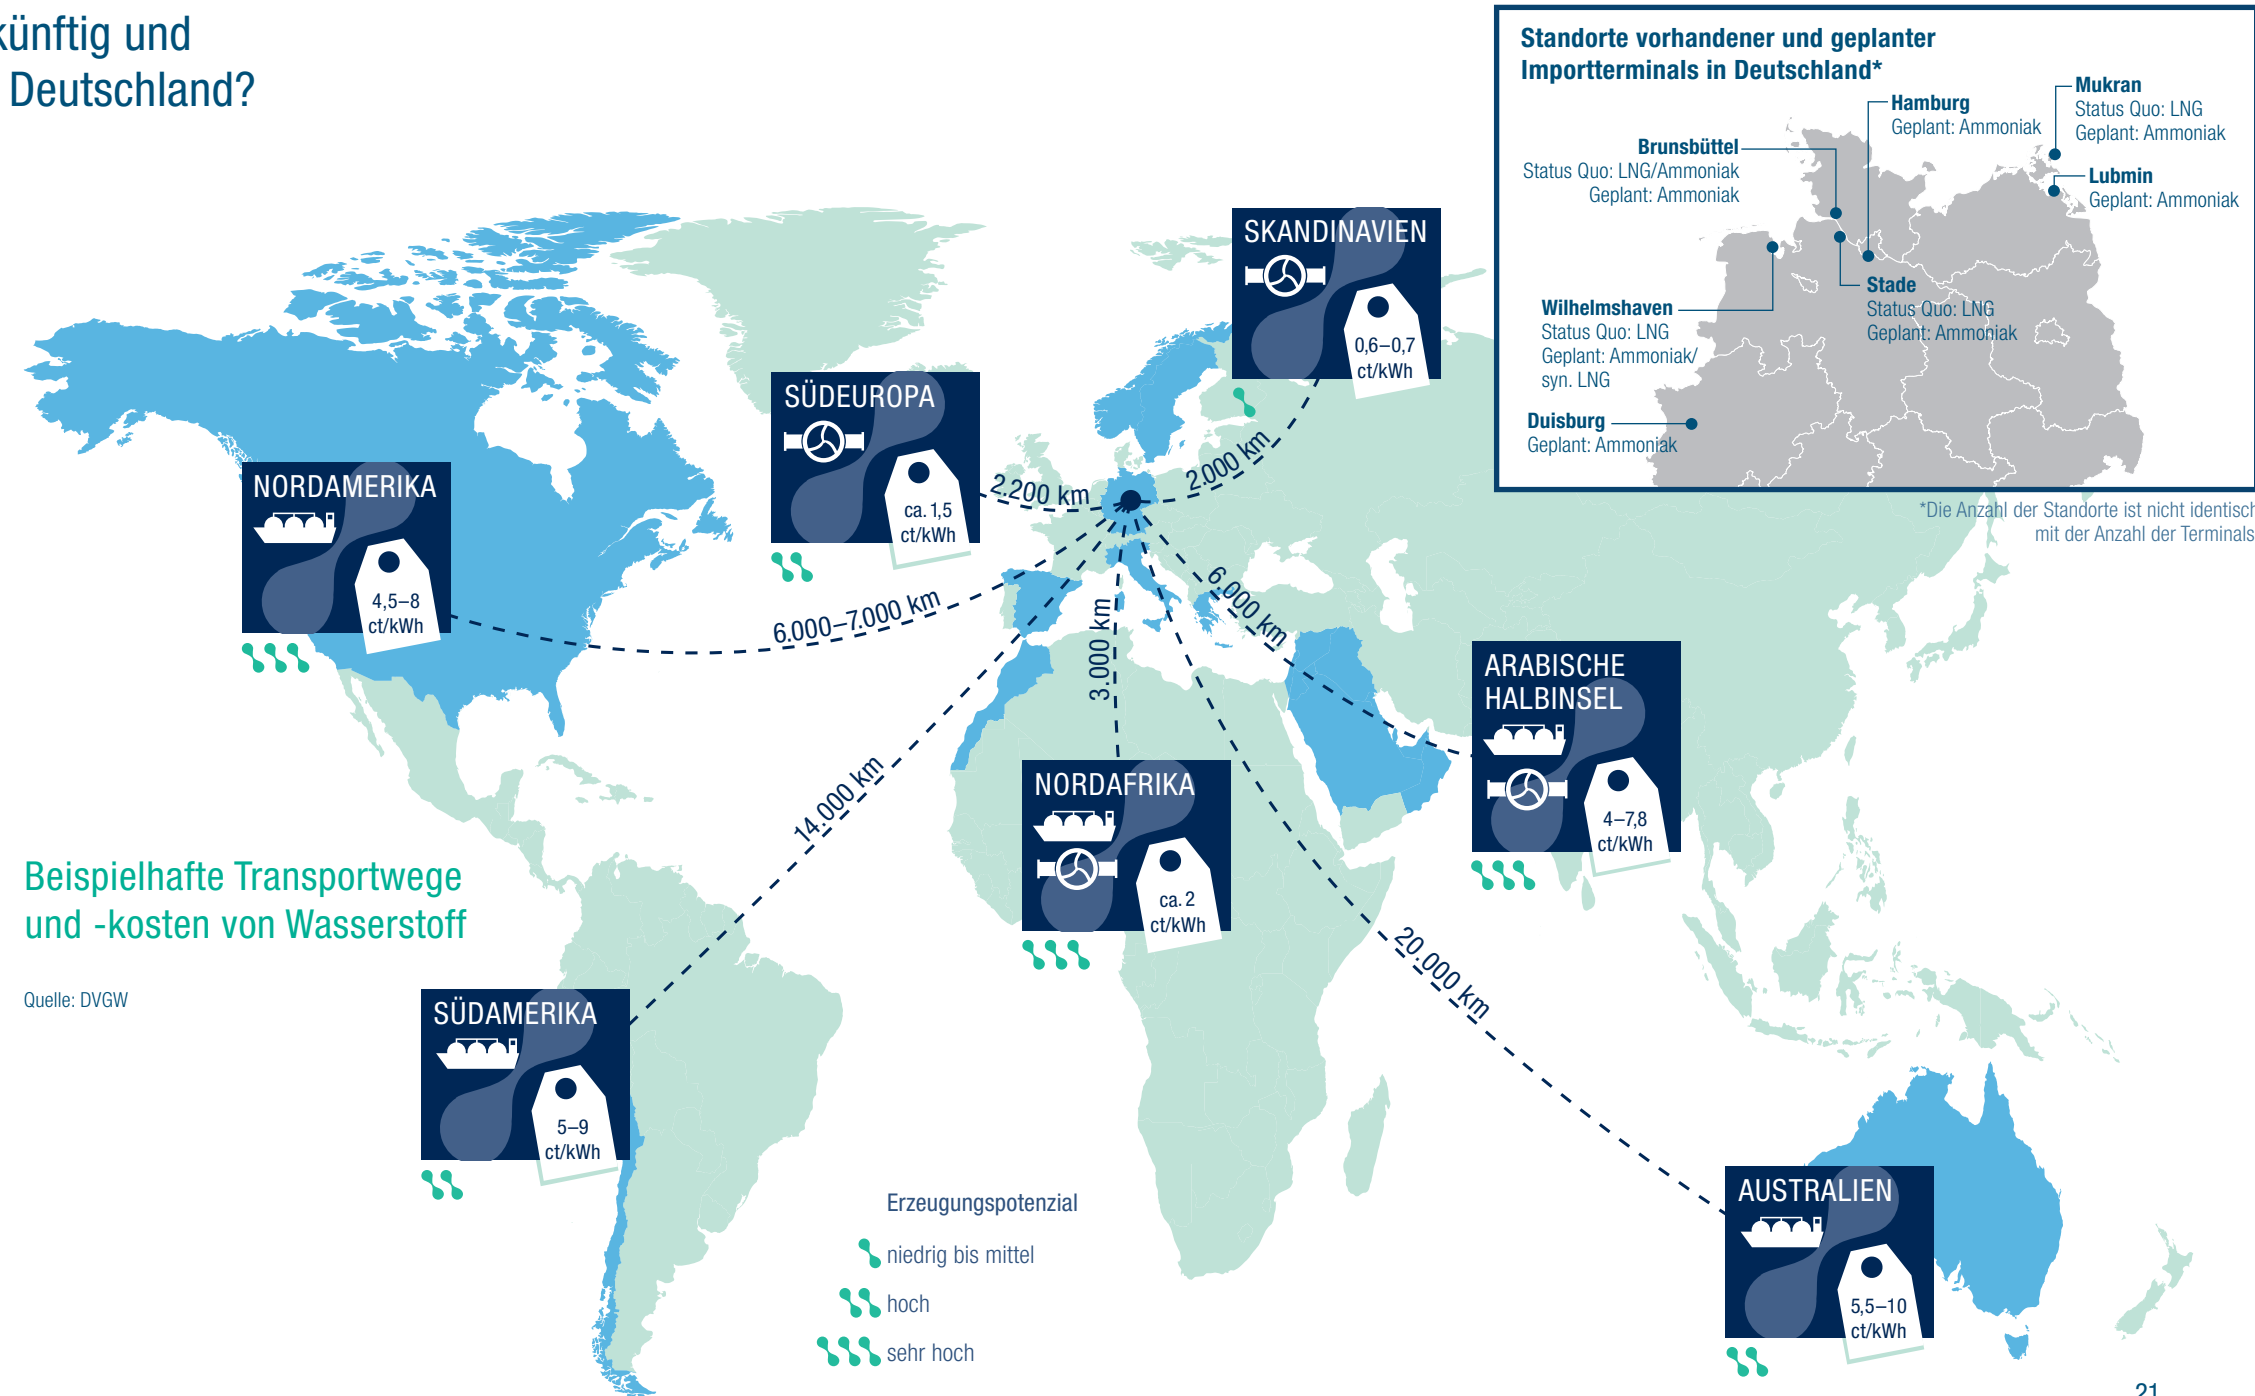 künftig und
Deutschland?
Standorte vorhandener und geplanter
Importterminals in Deutschland*
Mukran
Status Quo: LNG
Geplant: Ammoniak
Hamburg
Geplant: Ammoniak
Brunsbüttel
Status Quo: LNG/Ammoniak
Geplant: Ammoniak
Lubmin
Geplant: Ammoniak
Stade
Status Quo: LNG
Geplant: Ammoniak
Wilhelmshaven
Status Quo: LNG
Geplant: Ammoniak/
syn. LNG
Duisburg
Geplant: Ammoniak
*Die Anzahl der Standorte ist nicht identisch
mit der Anzahl der Terminals
SKANDINAVIEN
0,6–0,7
ct/kWh
2.000 km
SÜDEUROPA
ca. 1,5
ct/kWh
2.200 km
NORDAMERIKA
4,5–8
ct/kWh
6.000–7.000 km
6.000 km
3.000 km
ARABISCHE
HALBINSEL
4–7,8
ct/kWh
NORDAFRIKA
ca. 2
ct/kWh
14.000 km
20.000 km
Beispielhafte Transportwege
und -kosten von Wasserstoff
Quelle: DVGW
SÜDAMERIKA
5–9
ct/kWh
AUSTRALIEN
5,5–10
ct/kWh
Erzeugungspotenzial
niedrig bis mittel
hoch
sehr hoch
21